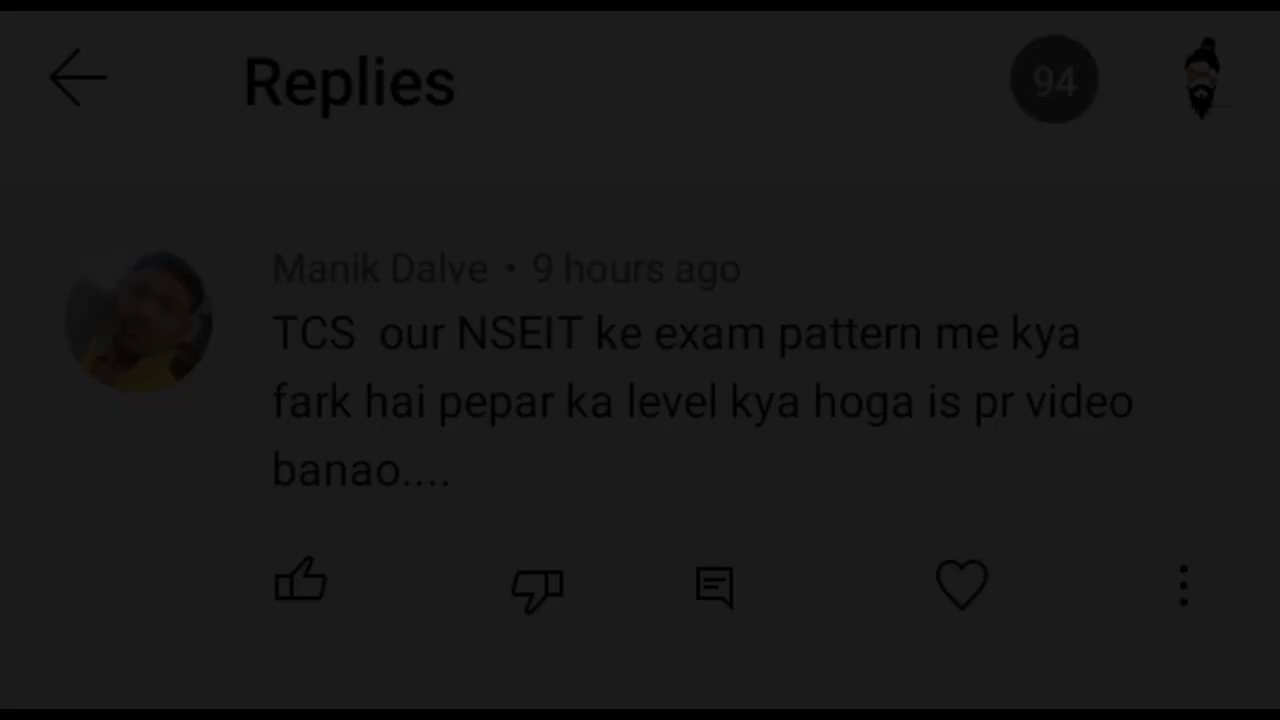 Replies
94
Manik Dalve • 9 hours ago
TCS our NSEIT ke exam pattern me kya
fark hai pepar ka level kya hoga is pr video
banao....